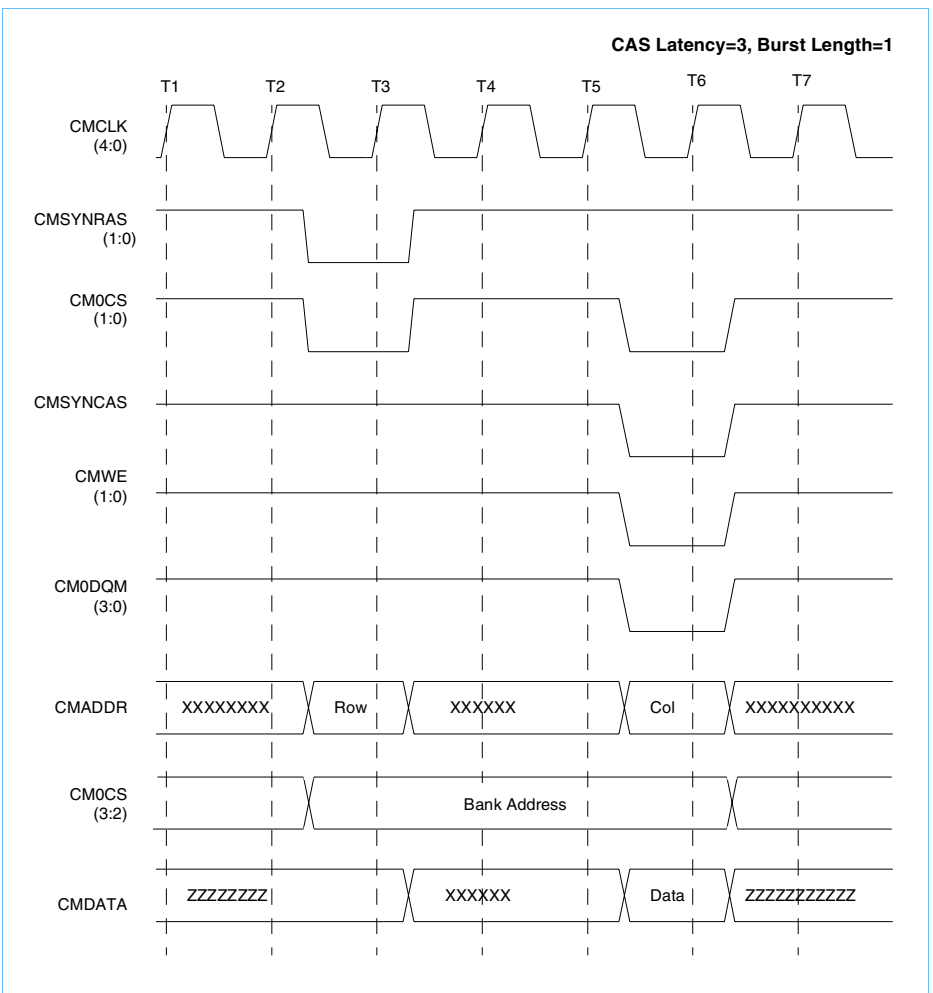 CAS Latency=3, Burst Length=1
T1 T2 T3 T4 T5 T6 T7
CMCLK
(4:0)
CMSYNRAS
(1:0)
CM0CS
(1:0)
CMSYNCAS
CMWE
(1:0)
CM0DQM
(3:0)
CMADDR XXXXXXXX Row XXXXXX Col XXXXXXXXXX
CM0CS
(3:2)
Bank Address
CMDATA ZZZZZZZZ XXXXXX Data ZZZZZZZZZZZ